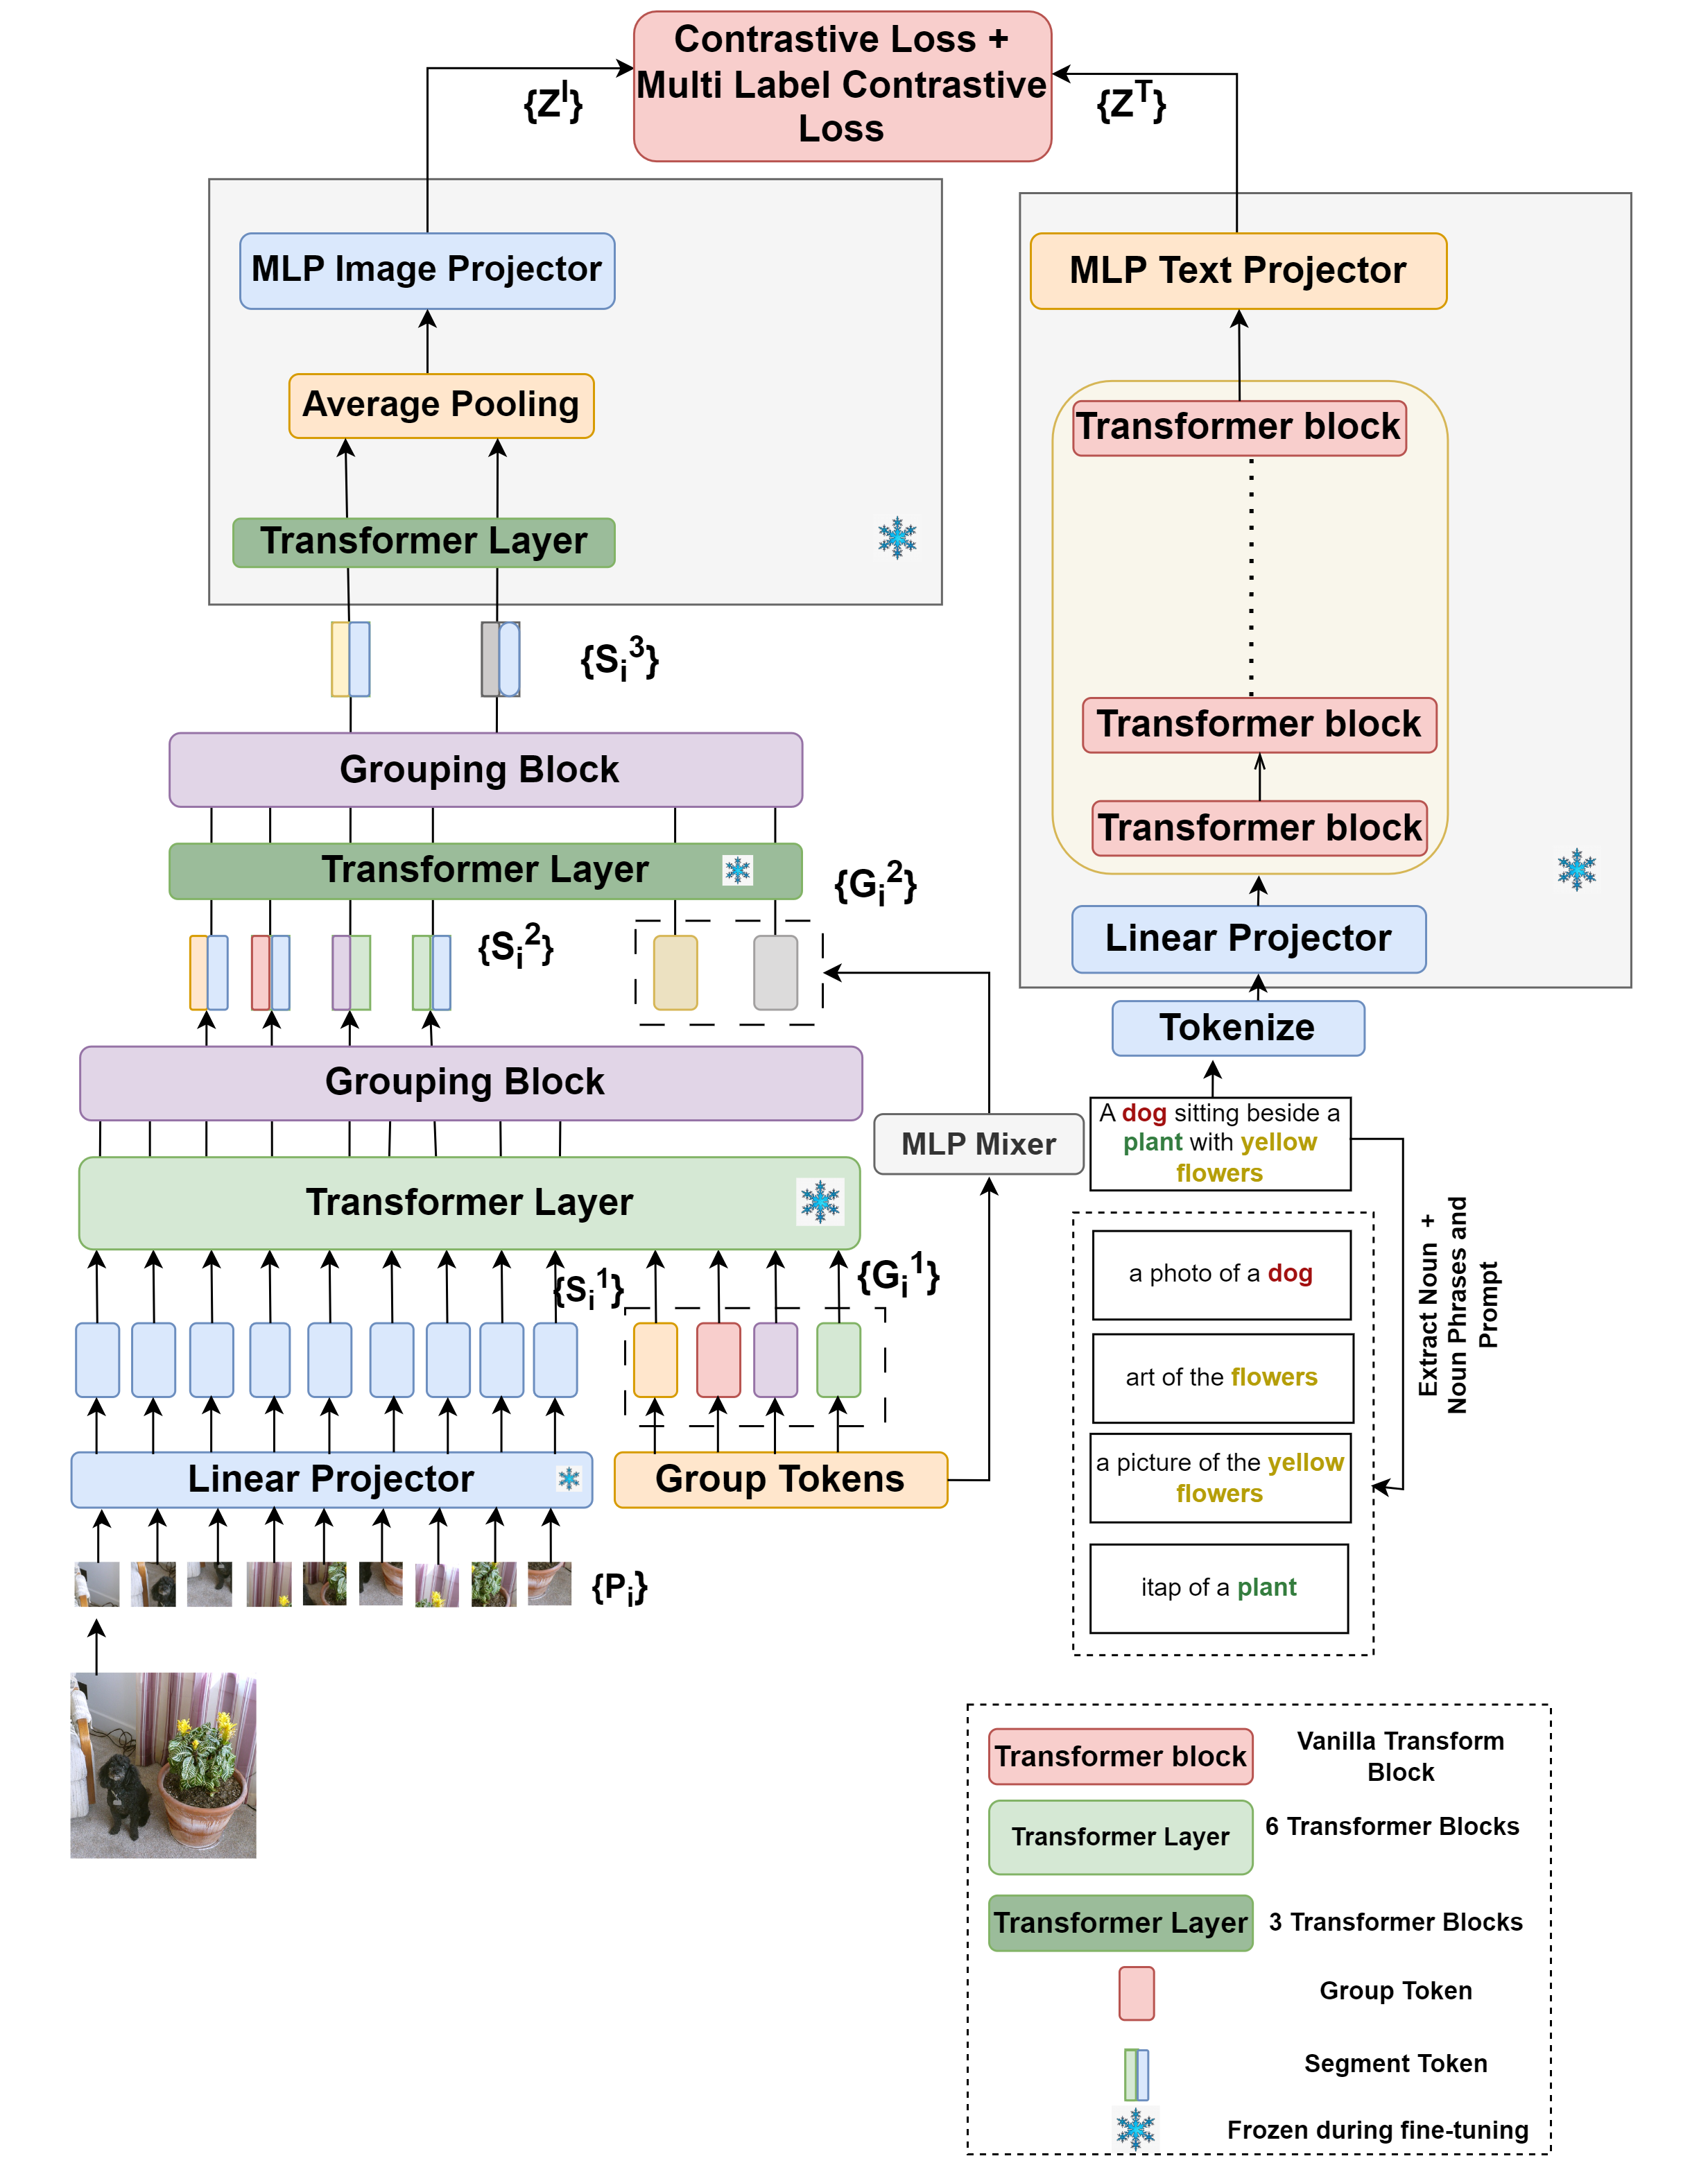 Contrastive Loss +
Multi Label Contrastive
Loss
{Z^I}
{Z^T}
MLP Image Projector
Average Pooling
Transformer Layer
{S_i^3}
Grouping Block
Transformer Layer
{G_i^2}
{S_i^2}
Grouping Block
Transformer Layer
{S_i^1}
{G_i^1}
Linear Projector
Group Tokens
{P_i}
MLP Mixer
MLP Text Projector
Transformer block
Transformer block
Transformer block
Linear Projector
Tokenize
A dog sitting beside a
plant with yellow
flowers
Extract Noun +
Noun Phrases and
Prompt
a photo of a dog
art of the flowers
a picture of the yellow
flowers
itap of a plant
Transformer block
Vanilla Transform
Block
Transformer Layer
6 Transformer Blocks
Transformer Layer
3 Transformer Blocks
Group Token
Segment Token
Frozen during fine-tuning